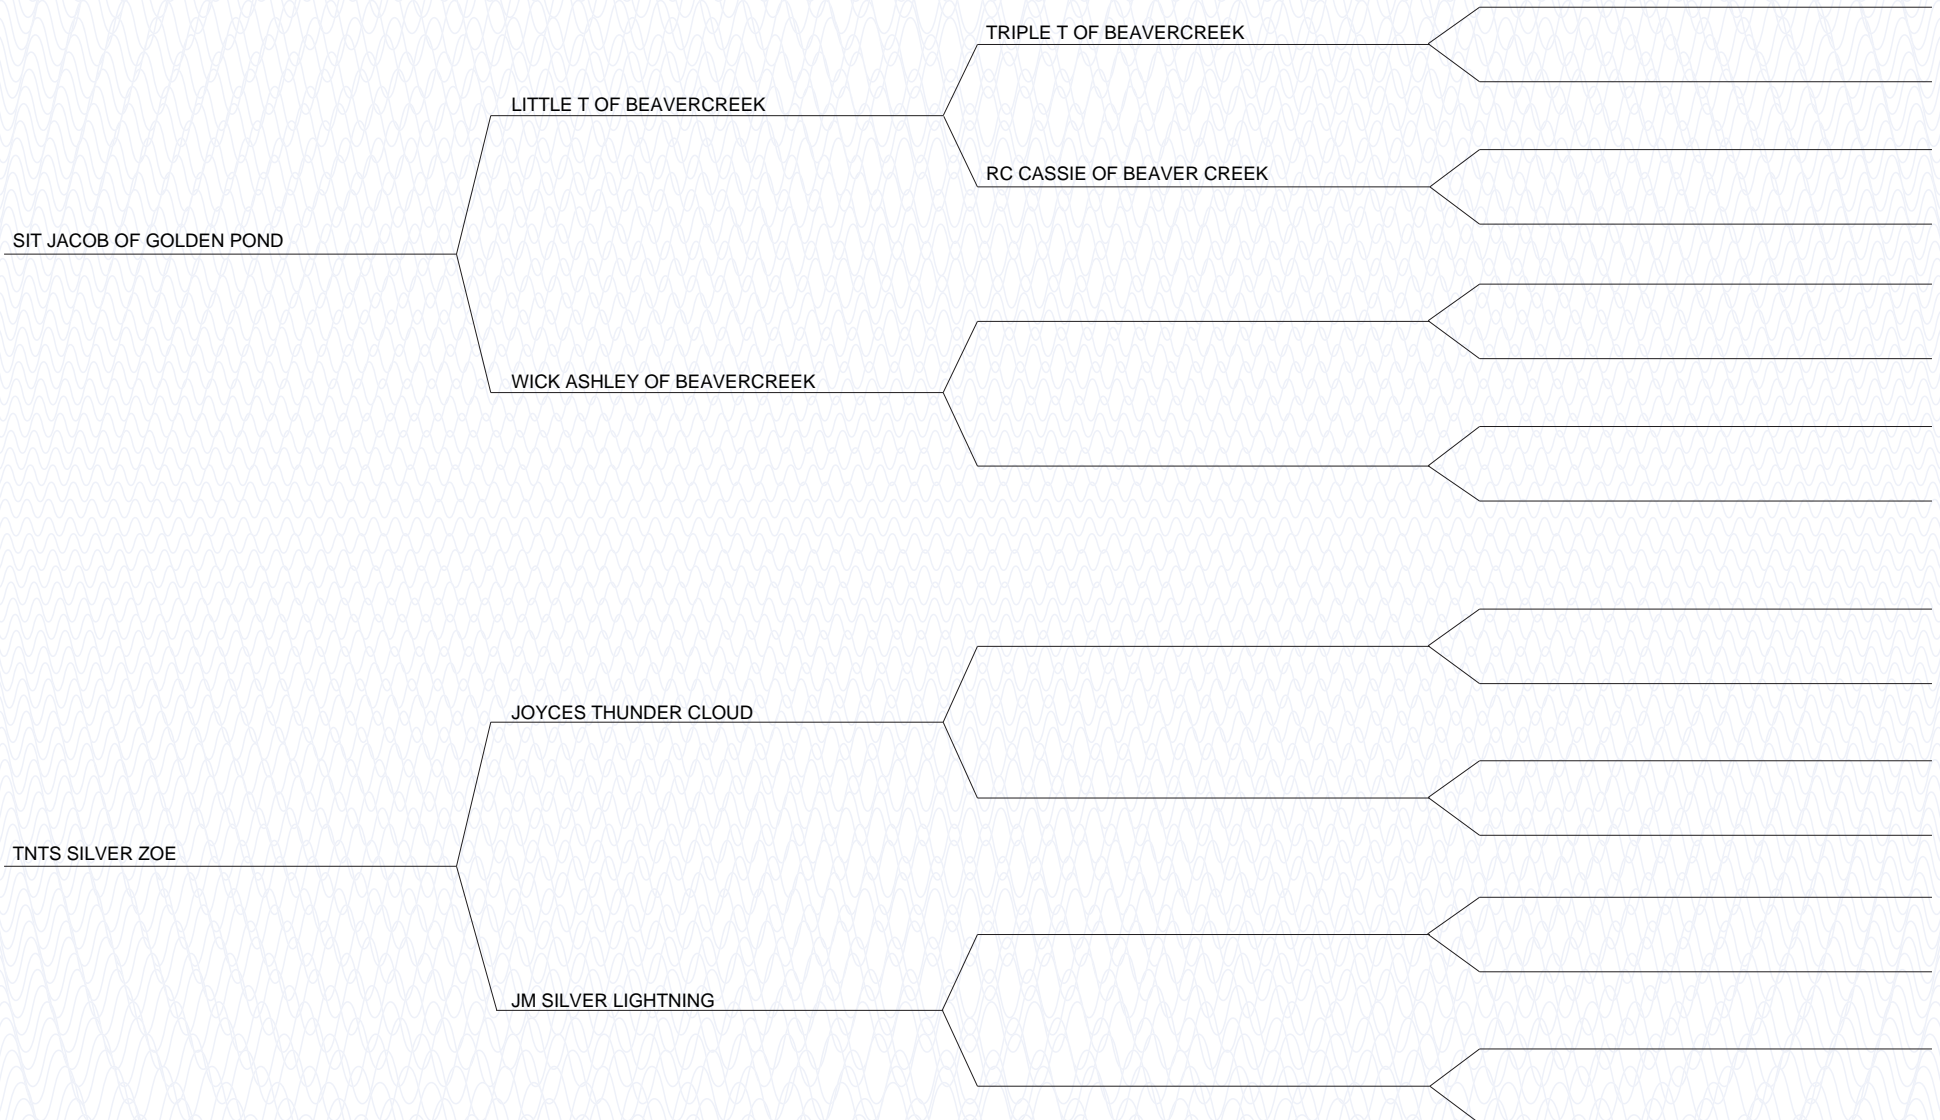 TRIPLE T OF BEAVERCREEK
LITTLE T OF BEAVERCREEK
RC CASSIE OF BEAVER CREEK
SIT JACOB OF GOLDEN POND
WICK ASHLEY OF BEAVERCREEK
JOYCES THUNDER CLOUD
TNTS SILVER ZOE
JM SILVER LIGHTNING